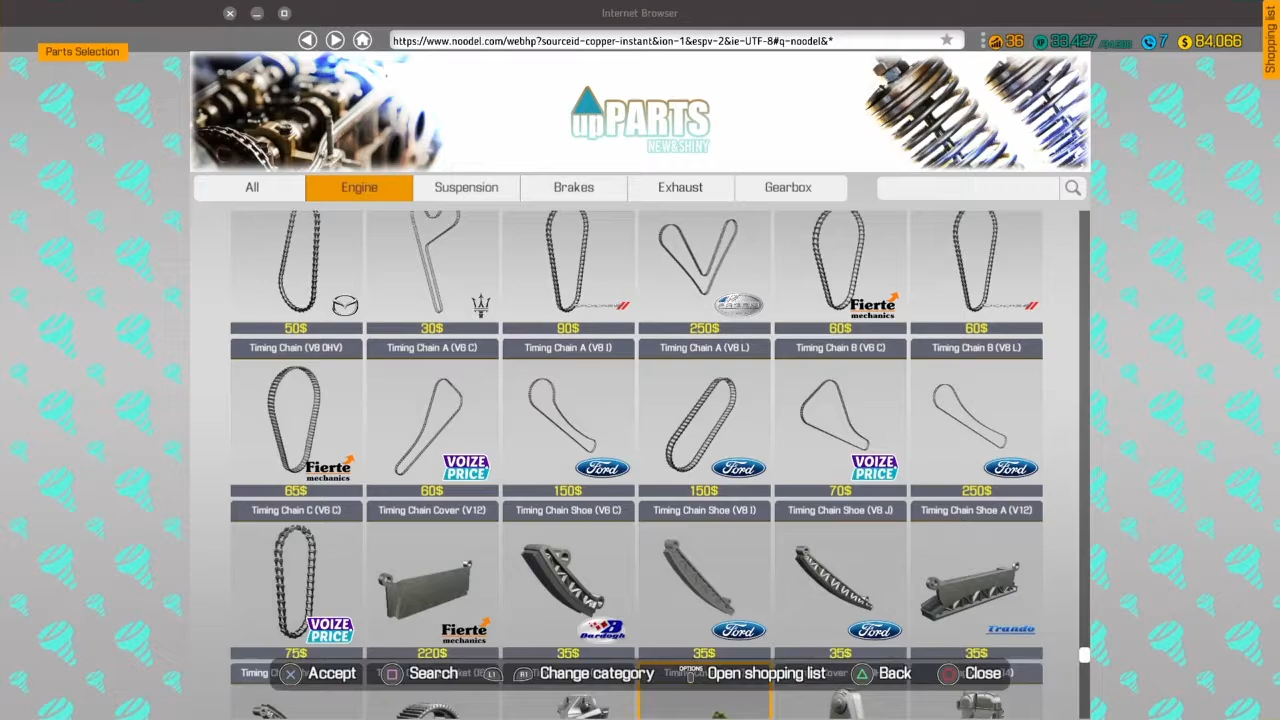 Internet Browser
Parts Selection
https://www.noodel.com/webhp?sourceid-copper-instant&ion-1&espv-2&ie-UTF-8#q-noodel&*
36
7
84,066
Shopping list
upPARTS
NEW&SHINY
All
Engine
Suspension
Brakes
Exhaust
Gearbox
Fierte
mechanics
50$
30$
90$
250$
60$
60$
Timing Chain (V8 OHV)
Timing Chain A (V6 C)
Timing Chain A (V8 I)
Timing Chain A (V8 L)
Timing Chain B (V6 C)
Timing Chain B (V8 L)
Fierte
mechanics
VOIZE
PRICE
Ford
Ford
VOIZE
PRICE
Ford
65$
60$
150$
150$
70$
250$
Timing Chain C (V6 C)
Timing Chain Cover (V12)
Timing Chain Shoe (V6 C)
Timing Chain Shoe (V8 I)
Timing Chain Shoe (V8 J)
Timing Chain Shoe A (V12)
VOIZE
PRICE
Fierte
mechanics
Bardogh
Ford
Ford
Trando
75$
220$
35$
35$
35$
35$
Accept
Search
L1
R1
Change category
OPTIONS
Open shopping list
Back
Close